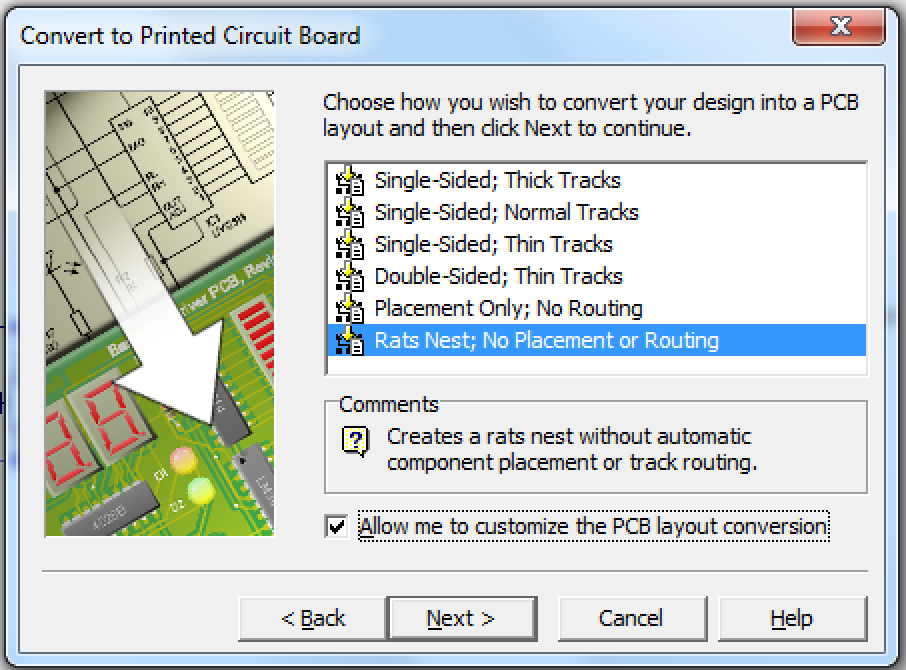 Convert to Printed Circuit Board
Choose how you wish to convert your design into a PCB
layout and then click Next to continue.
Single-Sided; Thick Tracks
Single-Sided; Normal Tracks
Single-Sided; Thin Tracks
Double-Sided; Thin Tracks
Placement Only; No Routing
Rats Nest; No Placement or Routing
Comments
Creates a rats nest without automatic
component placement or track routing.
Allow me to customize the PCB layout conversion
< Back
Next >
Cancel
Help
D1
D2